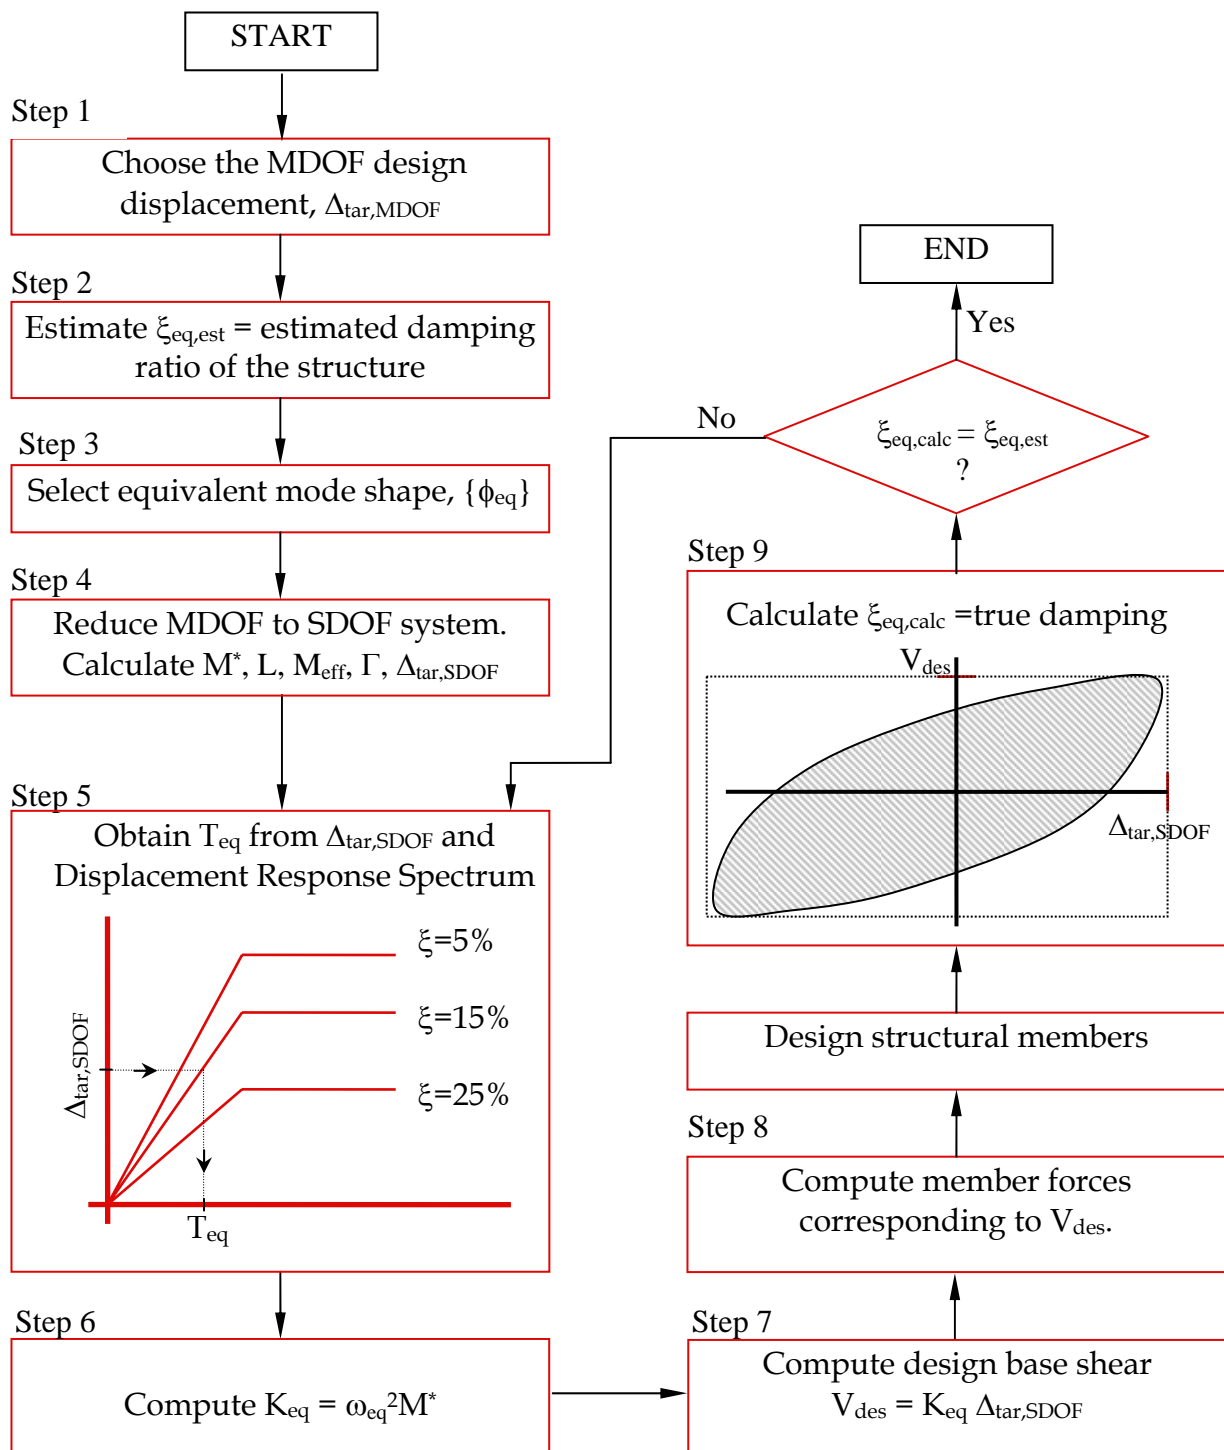 START
Step 1
Choose the MDOF design
displacement, Δtar,MDOF
Step 2
Estimate ξeq,est = estimated damping
ratio of the structure
Step 3
Select equivalent mode shape, {ϕeq}
Step 4
Reduce MDOF to SDOF system.
Calculate M*, L, Meff, Γ, Δtar,SDOF
Step 5
Obtain Teq from Δtar,SDOF and
Displacement Response Spectrum
ξ=5%
ξ=15%
ξ=25%
Δtar,SDOF
Teq
Step 6
Compute Keq = ωeq²M*
Step 7
Compute design base shear
Vdes = Keq Δtar,SDOF
Step 8
Compute member forces
corresponding to Vdes.
Design structural members
Step 9
Calculate ξeq,calc =true damping
Vdes
Δtar,SDOF
ξeq,calc = ξeq,est
?
No
Yes
END